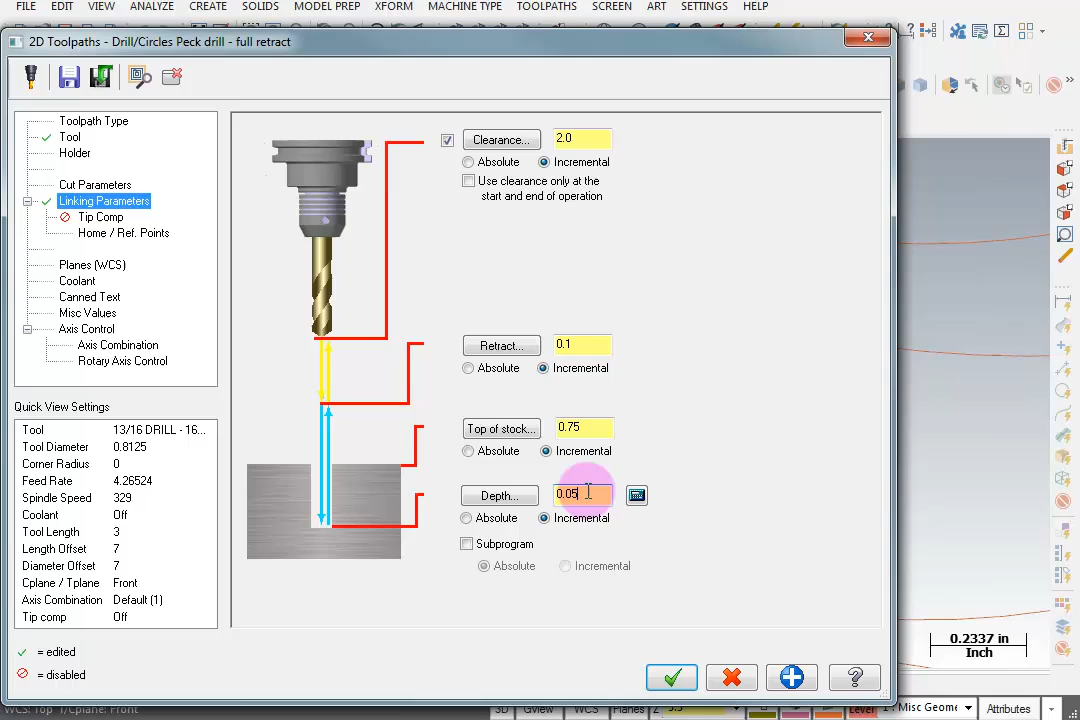 FILE EDIT VIEW ANALYZE CREATE SOLIDS MODEL PREP XFORM MACHINE TYPE TOOLPATHS SCREEN ART SETTINGS HELP
2D Toolpaths - Drill/Circles Peck drill - full retract
Toolpath Type
Tool
Holder
Cut Parameters
Linking Parameters
Tip Comp
Home / Ref. Points
Planes (WCS)
Coolant
Canned Text
Misc Values
Axis Control
Axis Combination
Rotary Axis Control
Quick View Settings
Tool 13/16 DRILL - 16...
Tool Diameter 0.8125
Corner Radius 0
Feed Rate 4.26524
Spindle Speed 329
Coolant Off
Tool Length 3
Length Offset 7
Diameter Offset 7
Cplane / Tplane Front
Axis Combination Default (1)
Tip comp Off
= edited
= disabled
Clearance... 2.0
Absolute Incremental
Use clearance only at the
start and end of operation
Retract... 0.1
Absolute Incremental
Top of stock... 0.75
Absolute Incremental
Depth... 0.05
Absolute Incremental
Subprogram
Absolute Incremental
0.2337 in
Inch
WCS: Top T/Cplane: Front
3D Gview WCS Planes Z Level 1 : Misc Geome Attributes